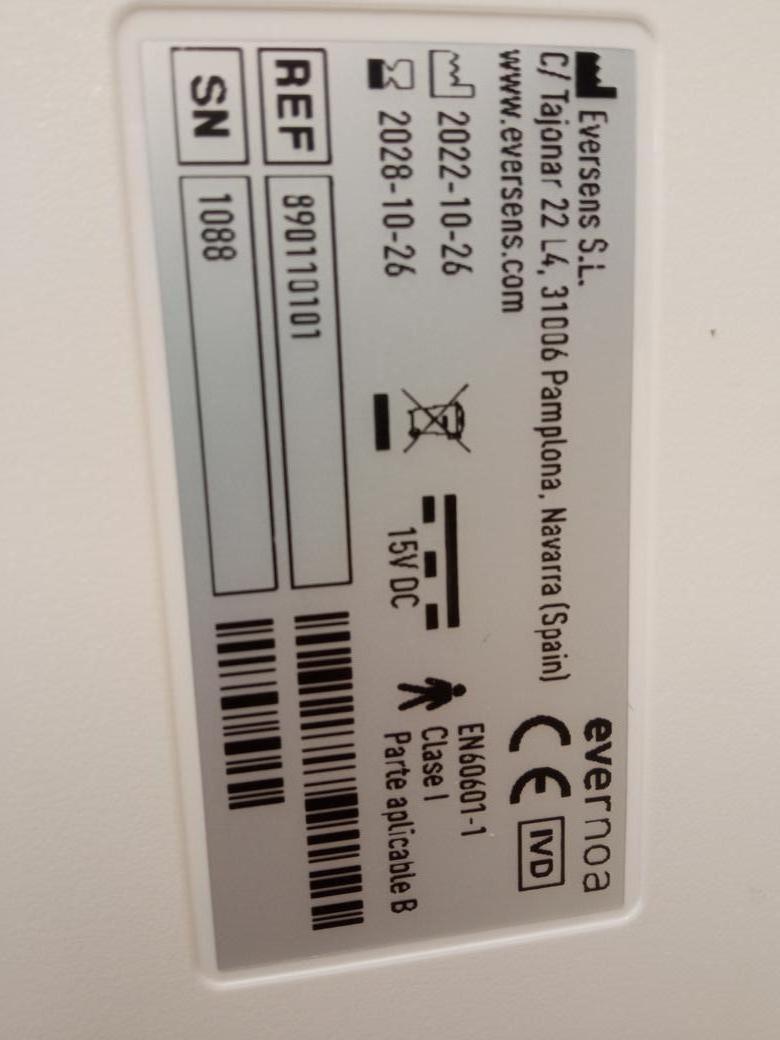 Eversens S.L.
C/ Tajonar 22 L4, 31006 Pamplona, Navarra (Spain)
www.eversens.com
evernoa
CE IVD
2022-10-26
2028-10-26
15V DC
EN60601-1
Clase I
Parte aplicable B
REF 890110101
SN 1088